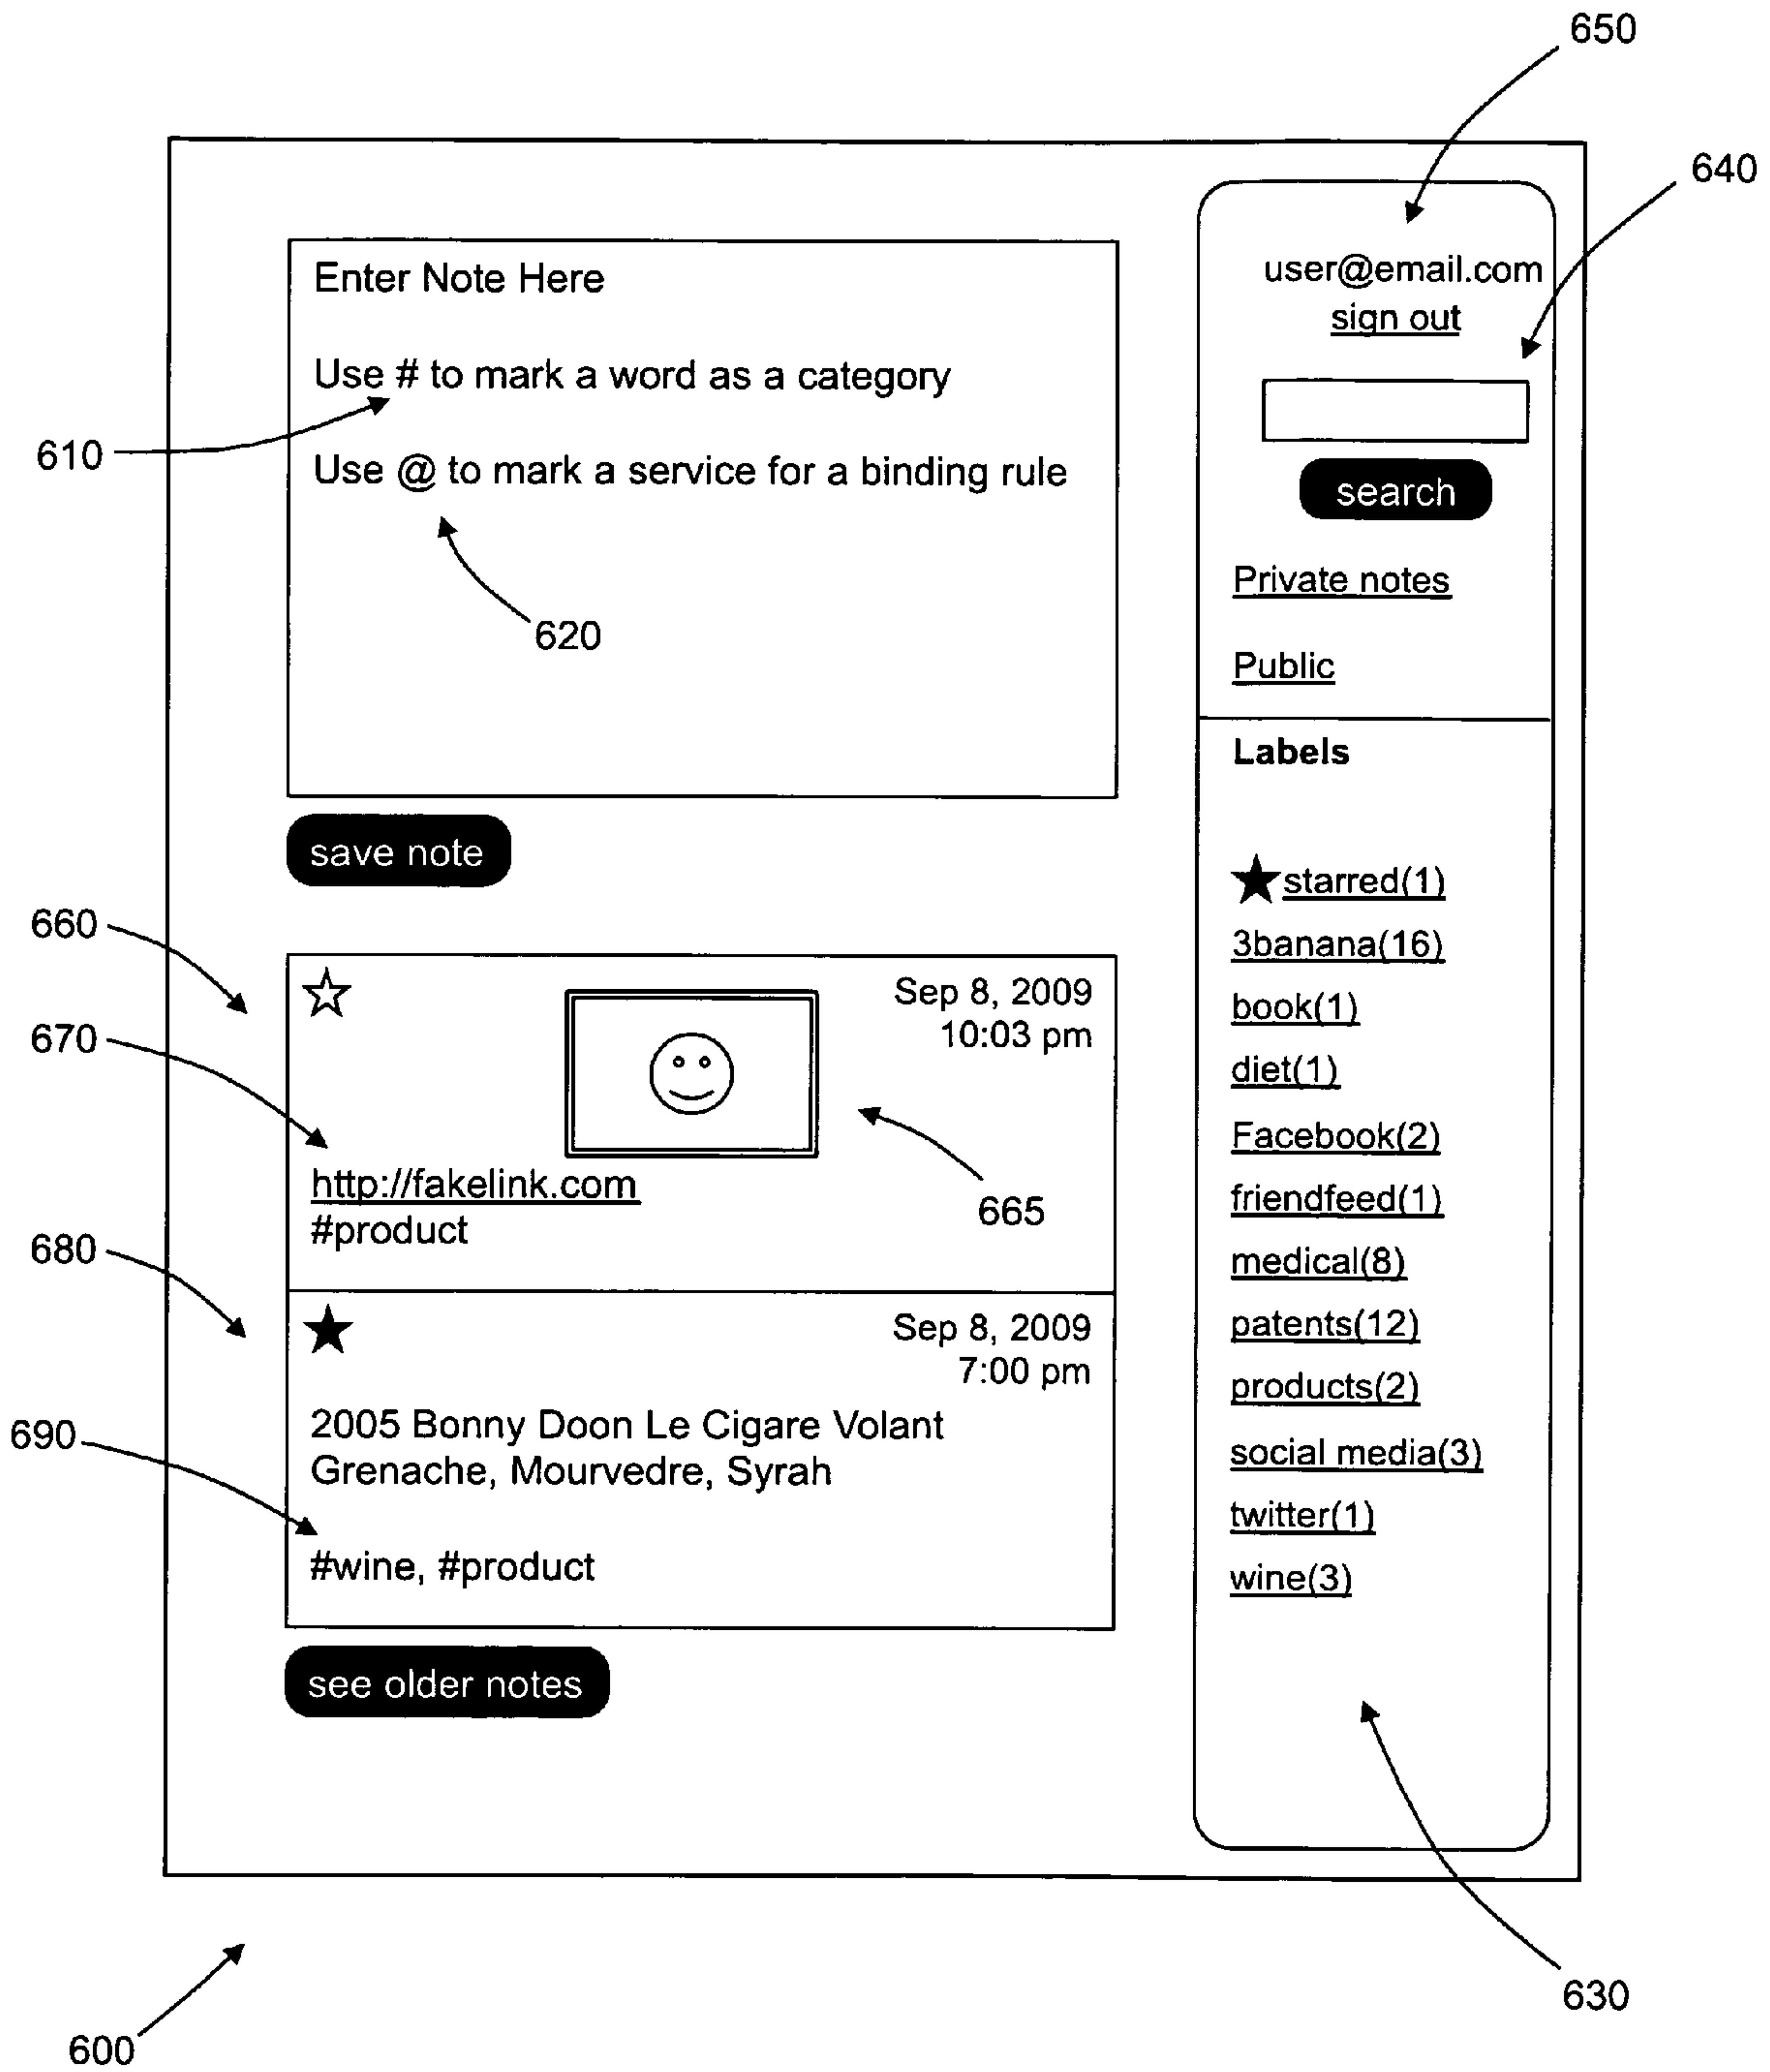 650
640
Enter Note Here
Use # to mark a word as a category
610
Use @ to mark a service for a binding rule
620
save note
user@email.com
sign out
search
Private notes
Public
Labels
starred(1)
3banana(16)
book(1)
diet(1)
Facebook(2)
friendfeed(1)
medical(8)
patents(12)
products(2)
social media(3)
twitter(1)
wine(3)
660
Sep 8, 2009
10:03 pm
670
http://fakelink.com
665
#product
680
Sep 8, 2009
7:00 pm
2005 Bonny Doon Le Cigare Volant
690
Grenache, Mourvedre, Syrah
#wine, #product
see older notes
630
600